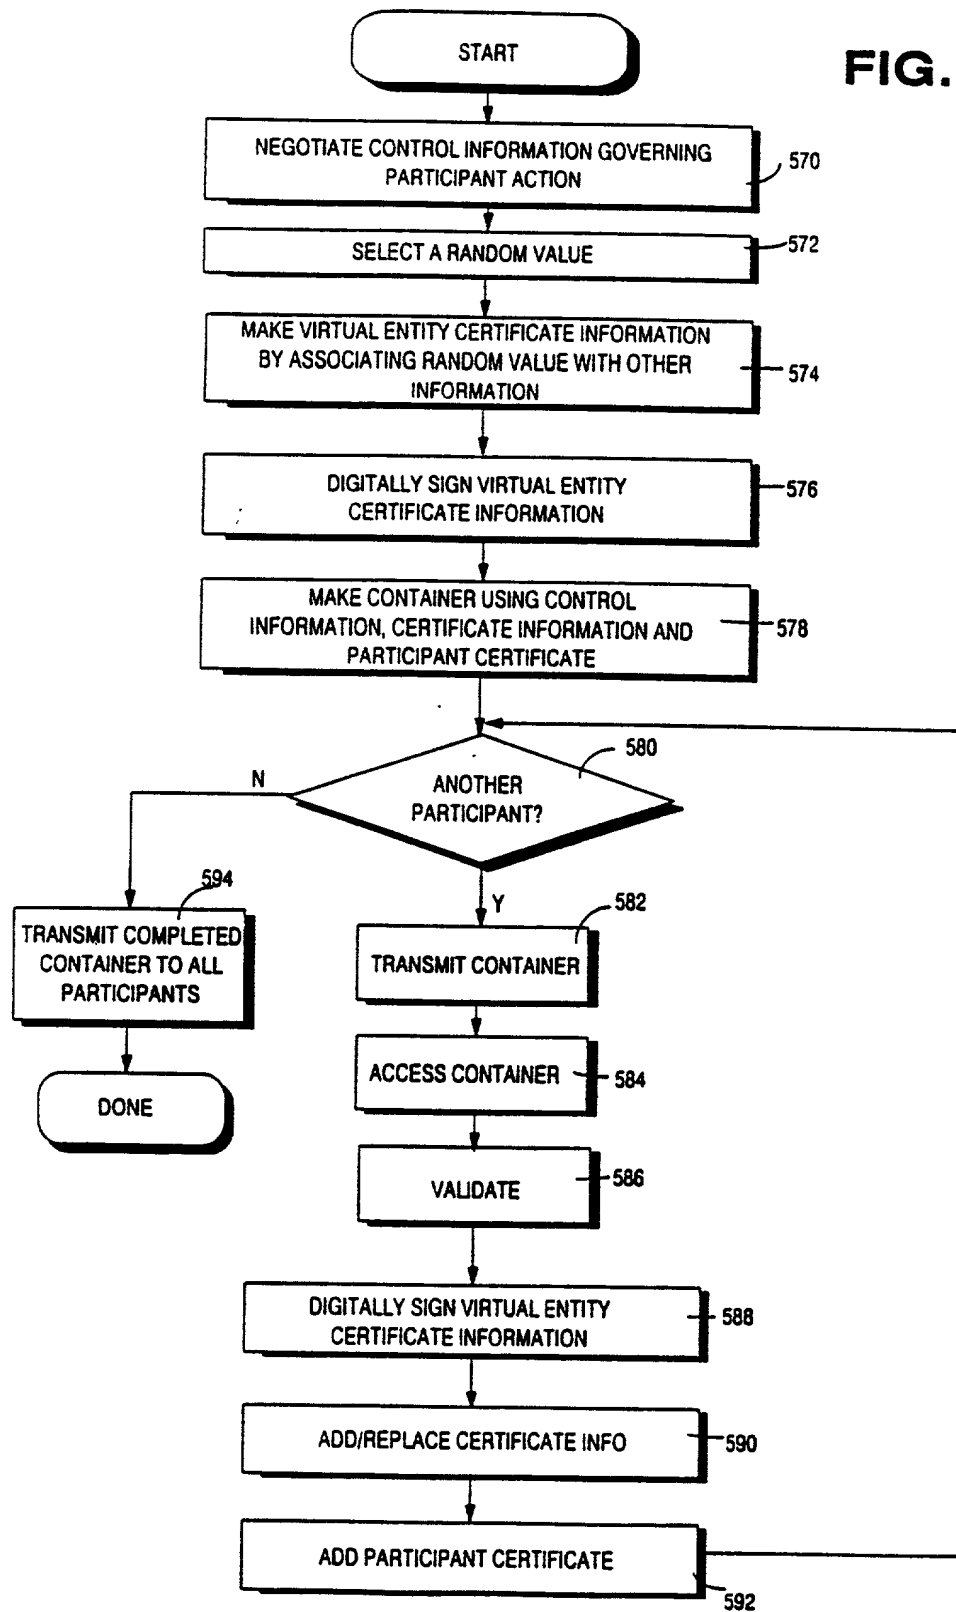 START
FIG.
NEGOTIATE CONTROL INFORMATION GOVERNING
PARTICIPANT ACTION
570
SELECT A RANDOM VALUE
572
MAKE VIRTUAL ENTITY CERTIFICATE INFORMATION
BY ASSOCIATING RANDOM VALUE WITH OTHER
INFORMATION
574
DIGITALLY SIGN VIRTUAL ENTITY
CERTIFICATE INFORMATION
576
MAKE CONTAINER USING CONTROL
INFORMATION, CERTIFICATE INFORMATION AND
PARTICIPANT CERTIFICATE
578
580
ANOTHER
PARTICIPANT?
N
Y
594
TRANSMIT COMPLETED
CONTAINER TO ALL
PARTICIPANTS
DONE
582
TRANSMIT CONTAINER
ACCESS CONTAINER
584
VALIDATE
586
DIGITALLY SIGN VIRTUAL ENTITY
CERTIFICATE INFORMATION
588
ADD/REPLACE CERTIFICATE INFO
590
ADD PARTICIPANT CERTIFICATE
592